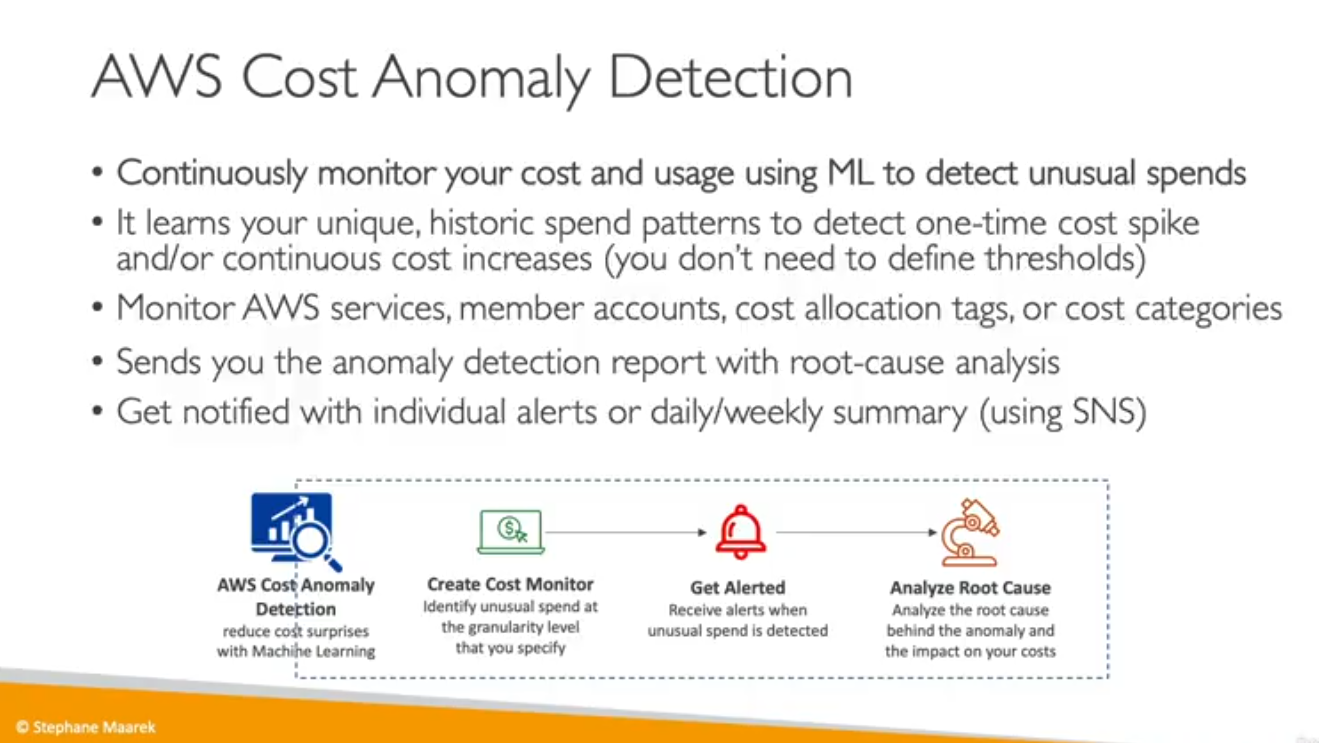 AWS Cost Anomaly Detection
• Continuously monitor your cost and usage using ML to detect unusual spends
• It learns your unique, historic spend patterns to detect one-time cost spike
and/or continuous cost increases (you don't need to define thresholds)
• Monitor AWS services, member accounts, cost allocation tags, or cost categories
• Sends you the anomaly detection report with root-cause analysis
• Get notified with individual alerts or daily/weekly summary (using SNS)
AWS Cost Anomaly
Detection
reduce cost surprises
with Machine Learning
Create Cost Monitor
Identify unusual spend at
the granularity level
that you specify
Get Alerted
Receive alerts when
unusual spend is detected
Analyze Root Cause
Analyze the root cause
behind the anomaly and
the impact on your costs
© Stephane Maarek